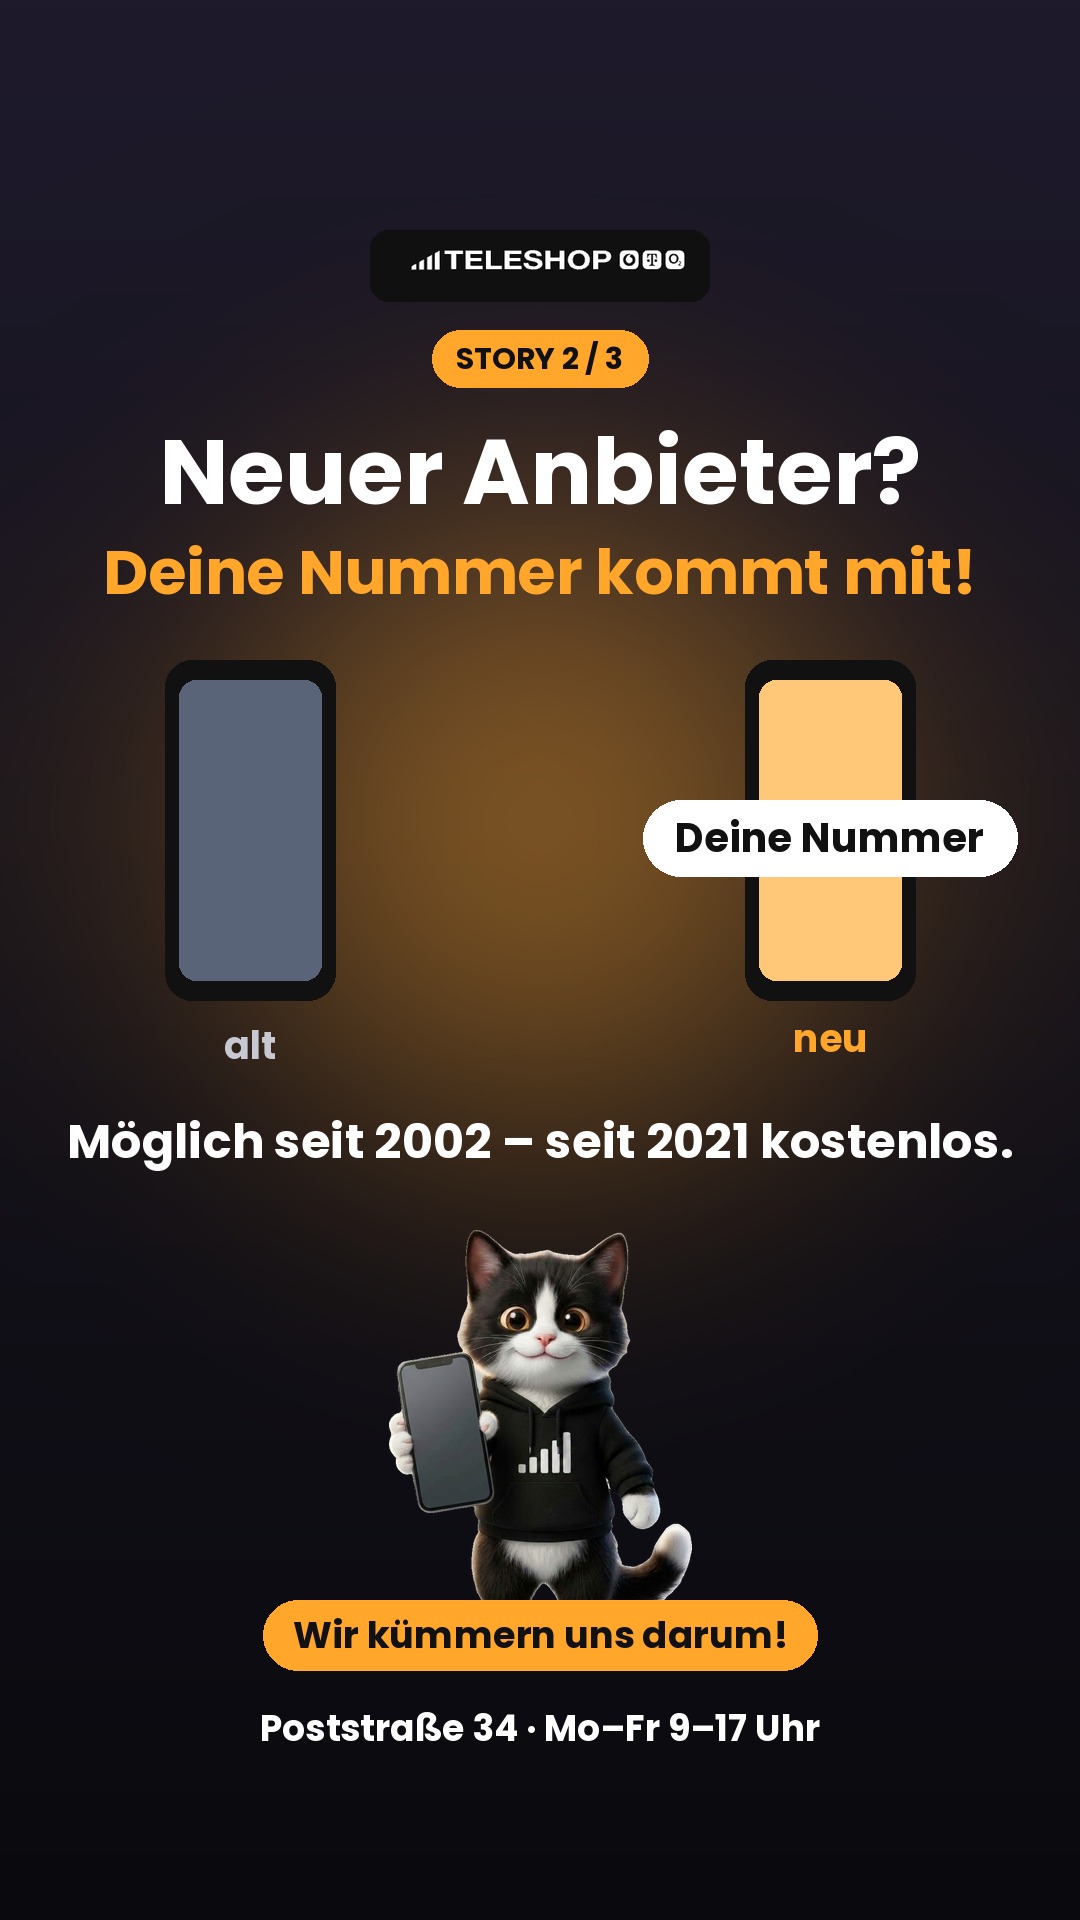 TELESHOP
STORY 2 / 3
Neuer Anbieter?
Deine Nummer kommt mit!
Deine Nummer
alt
neu
Möglich seit 2002 – seit 2021 kostenlos.
Wir kümmern uns darum!
Poststraße 34 · Mo–Fr 9–17 Uhr